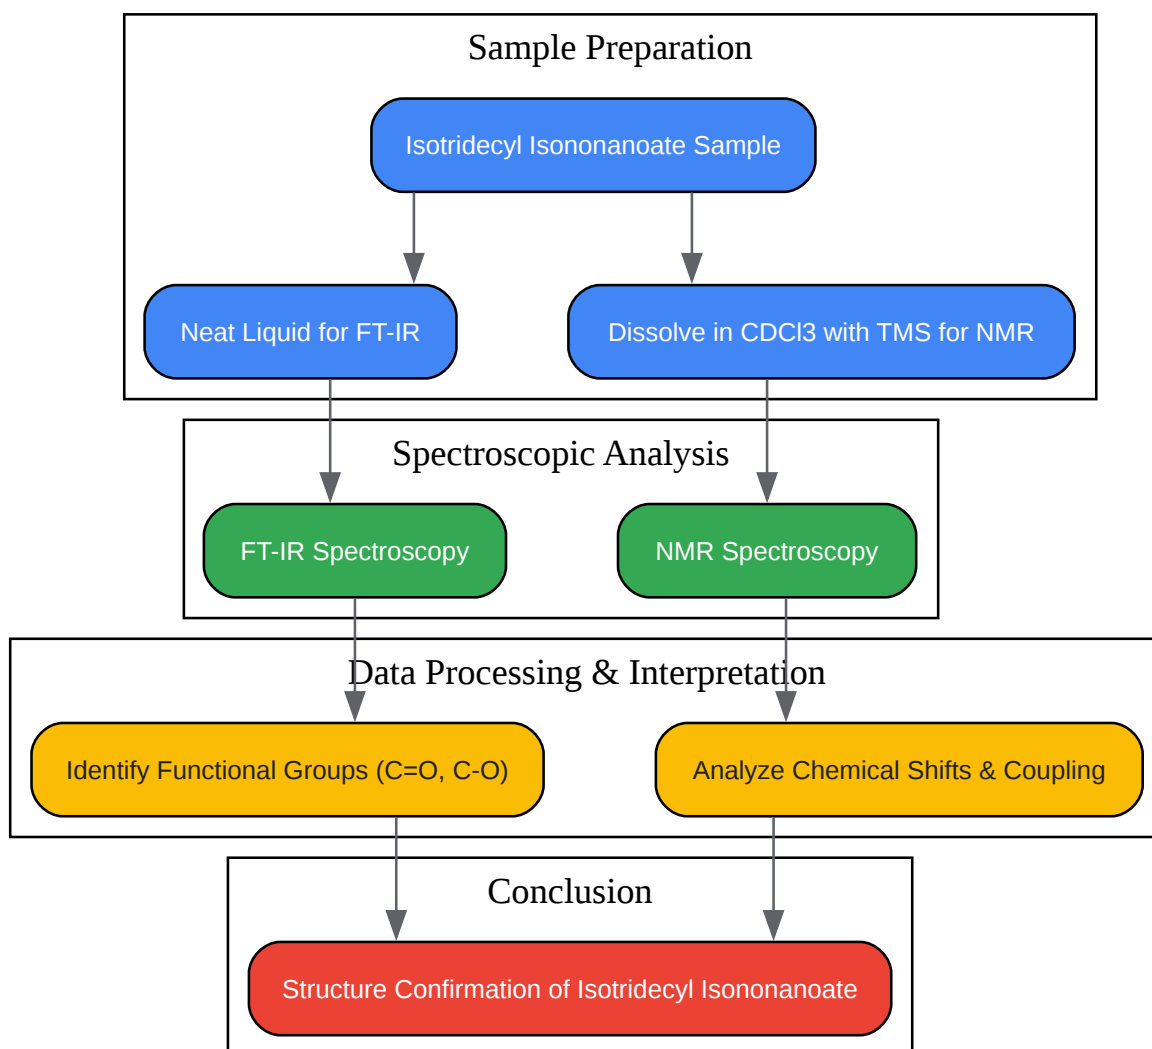 Sample Preparation
Isotridecyl Isononanoate Sample
Neat Liquid for FT-IR
Dissolve in CDCl3 with TMS for NMR
Spectroscopic Analysis
FT-IR Spectroscopy
NMR Spectroscopy
Data Processing & Interpretation
Identify Functional Groups (C=O, C-O)
Analyze Chemical Shifts & Coupling
Conclusion
Structure Confirmation of Isotridecyl Isononanoate